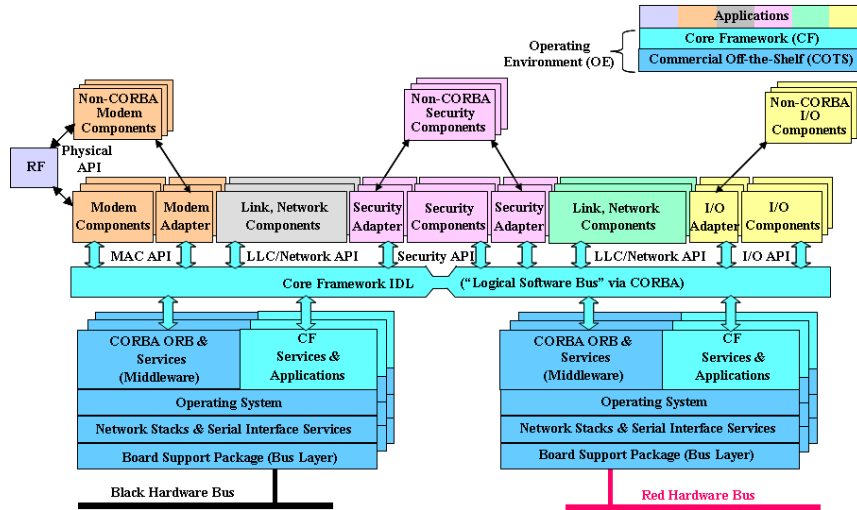 Applications
Operating
Environment (OE)
Core Framework (CF)
Commercial Off-the-Shelf (COTS)
Non-CORBA
Modem
Components
Non-CORBA
Security
Components
Non-CORBA
I/O
Components
RF
Physical
API
Modem
Components
Modem
Adapter
Link, Network
Components
Security
Adapter
Security
Components
Security
Adapter
Link, Network
Components
I/O
Adapter
I/O
Components
MAC API
LLC/Network API
Security API
LLC/Network API
I/O API
Core Framework IDL
("Logical Software Bus" via CORBA)
CORBA ORB &
Services
(Middleware)
CF
Services &
Applications
Operating System
Network Stacks & Serial Interface Services
Board Support Package (Bus Layer)
Black Hardware Bus
CORBA ORB &
Services
(Middleware)
CF
Services &
Applications
Operating System
Network Stacks & Serial Interface Services
Board Support Package (Bus Layer)
Red Hardware Bus